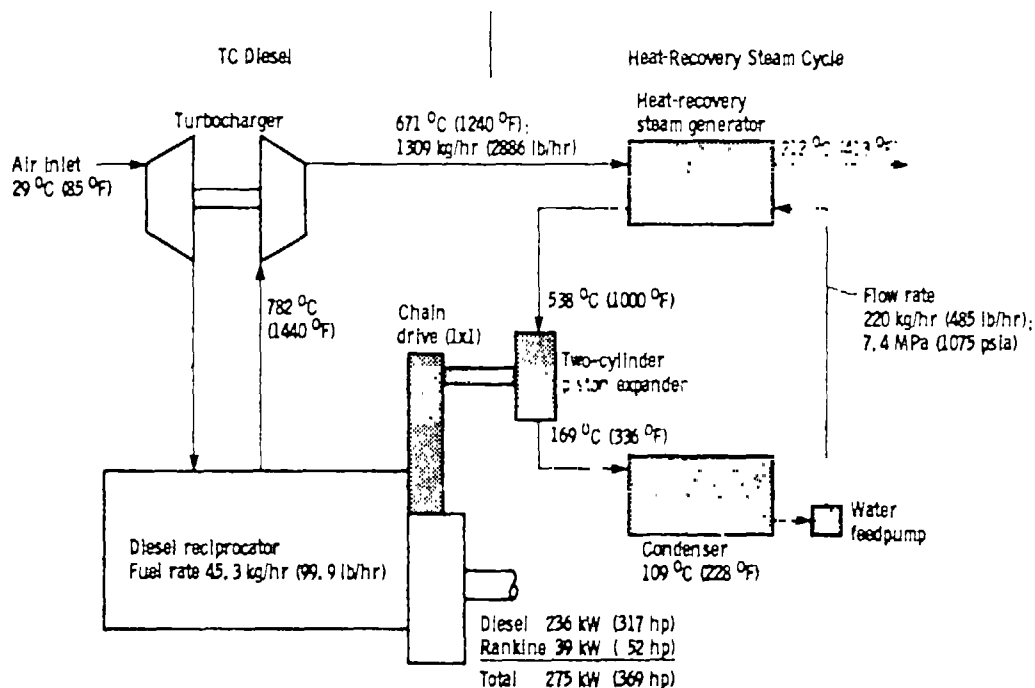 TC Diesel
Heat-Recovery Steam Cycle
Turbocharger
Heat-recovery
steam generator
671 °C (1240 °F);
1309 kg/hr (2886 lb/hr)
Air inlet
29 °C (85 °F)
782 °C
(1440 °F)
538 °C (1000 °F)
Flow rate
220 kg/hr (485 lb/hr);
7.4 MPa (1075 psia)
Chain
drive (1x1)
Two-cylinder
piston expander
169 °C (336 °F)
Water
feedpump
Condenser
109 °C (228 °F)
Diesel reciprocator
Fuel rate 45.3 kg/hr (99.9 lb/hr)
Diesel 236 kW (317 hp)
Rankine 39 kW ( 52 hp)
Total 275 kW (369 hp)